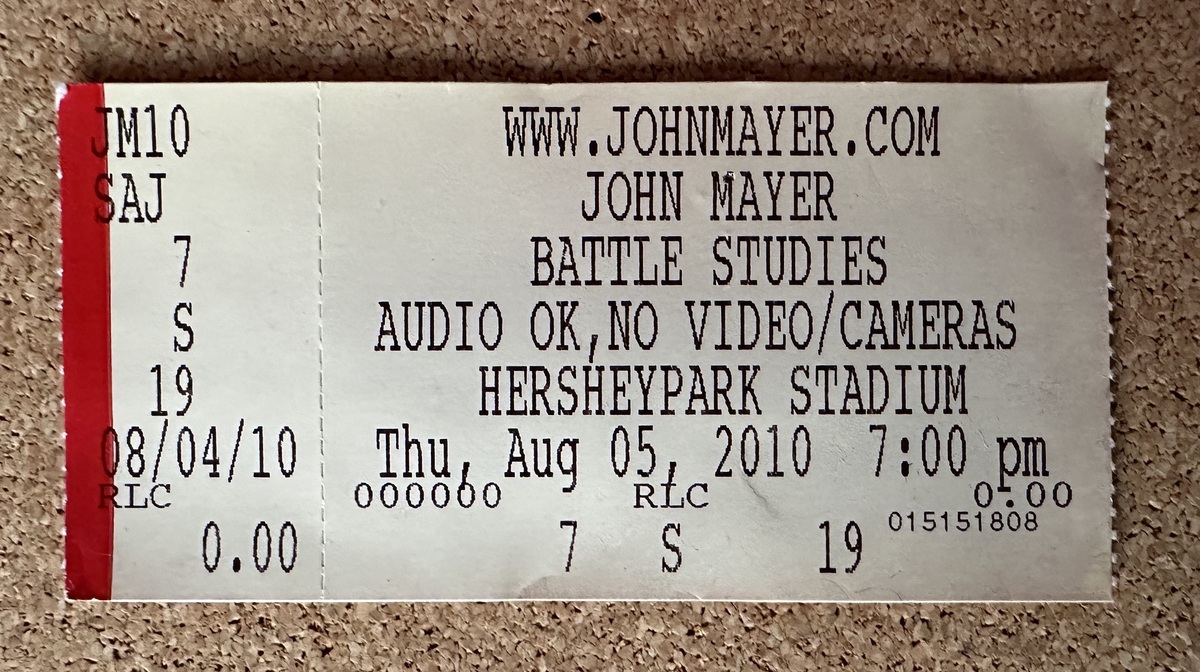 JM10
SAJ
7
S
19
08/04/10
RLC
0.00
WWW.JOHNMAYER.COM
JOHN MAYER
BATTLE STUDIES
AUDIO OK,NO VIDEO/CAMERAS
HERSHEYPARK STADIUM
Thu, Aug 05, 2010 7:00 pm
000060 RLC 0.00
015151808
7 S 19